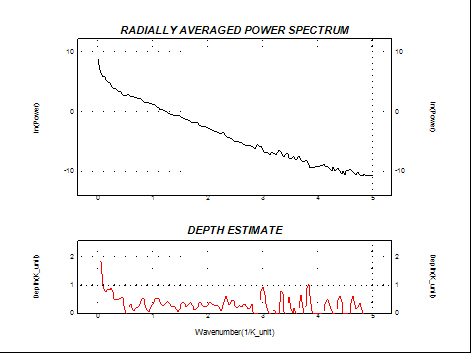 RADIALLY AVERAGED POWER SPECTRUM
10 10
ln(Power) 0 0 ln(Power)
-10 -10
0 1 2 3 4 5
DEPTH ESTIMATE
2 2
Depth(K_unit) 1 1 Depth(K_unit)
0 0
0 1 2 3 4 5
Wavenumber(1/K_unit)